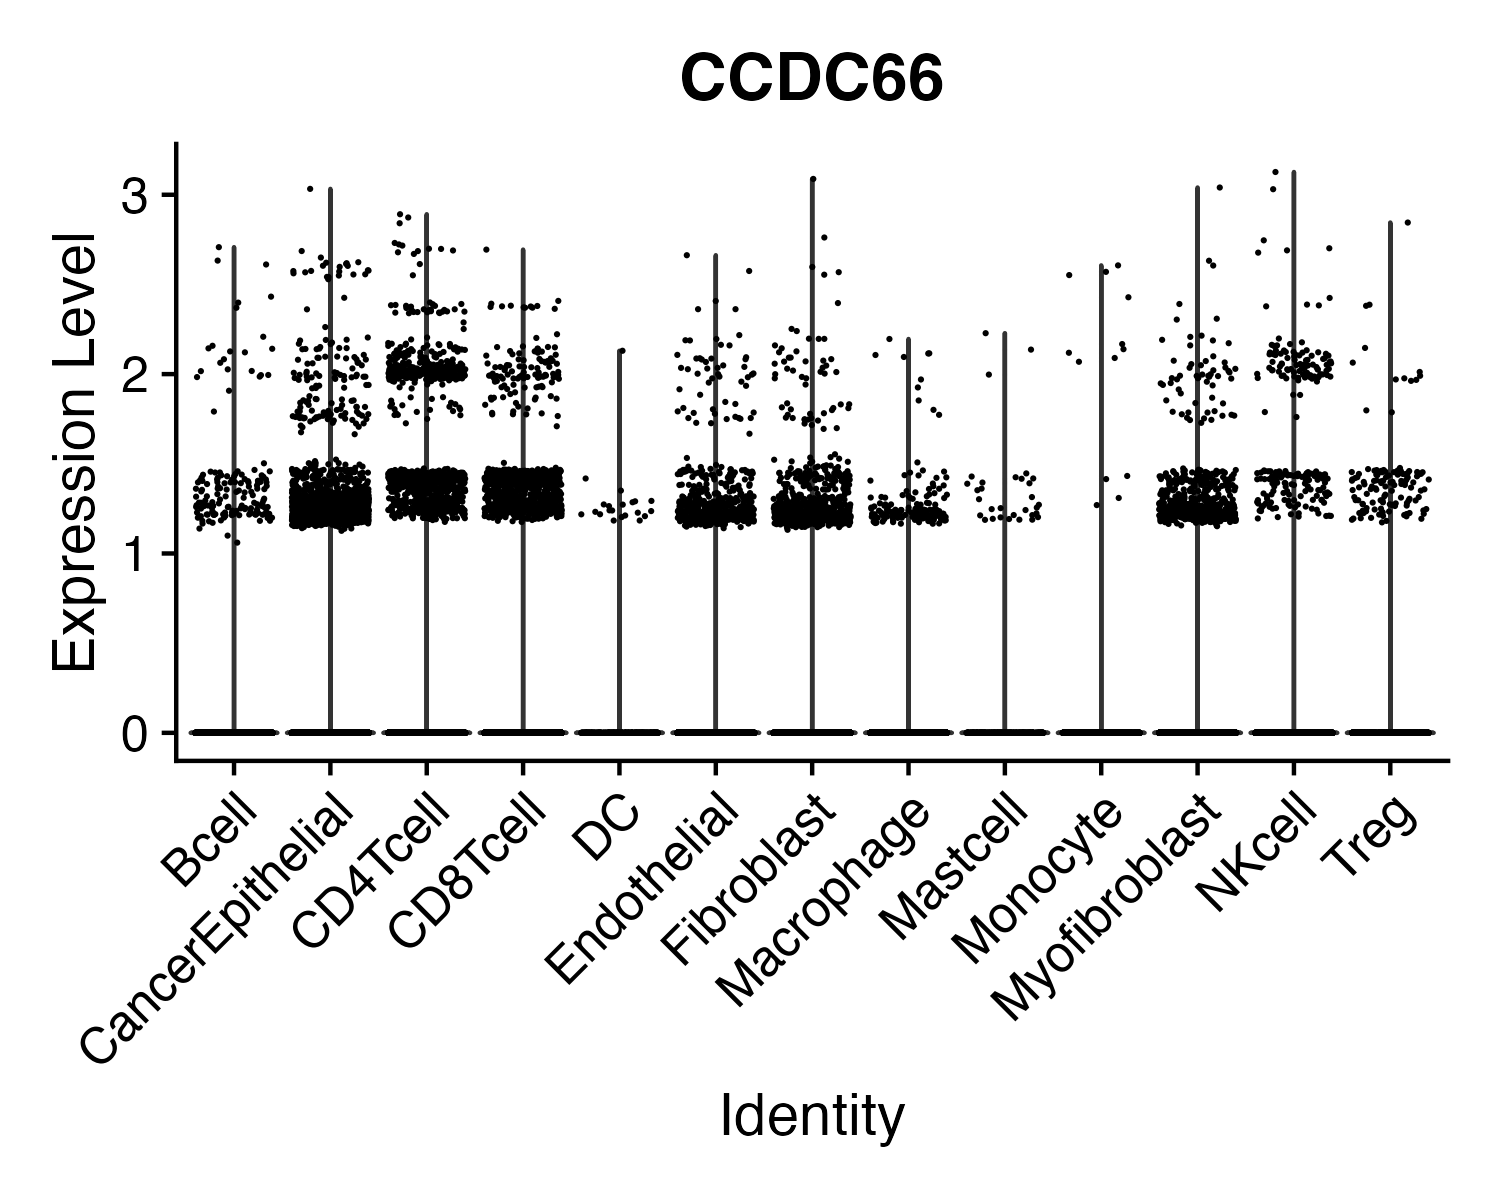 CCDC66
Expression Level
3
2
1
0
Bcell
CancerEpithelial
CD4Tcell
CD8Tcell
DC
Endothelial
Fibroblast
Macrophage
Mastcell
Monocyte
Myofibroblast
NKcell
Treg
Identity